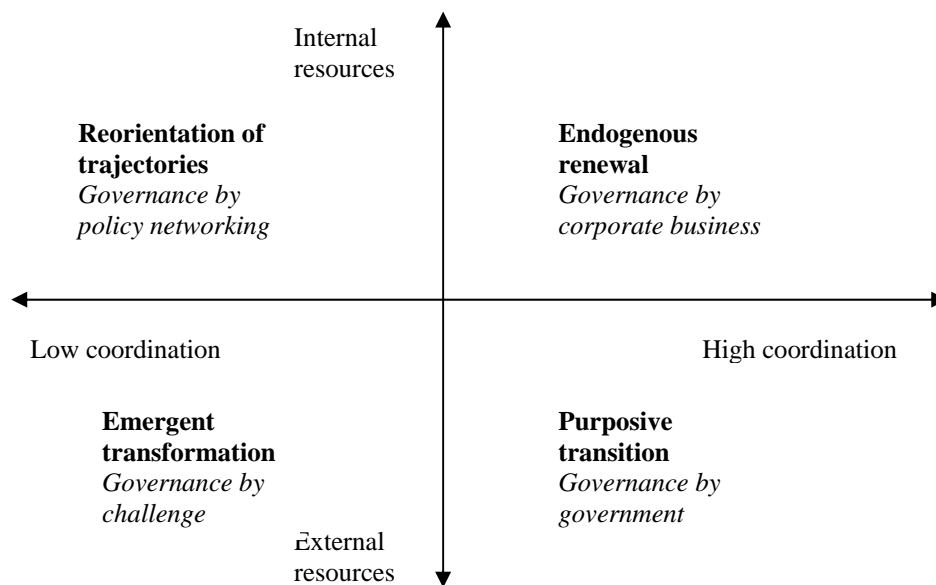 Internal
resources
Reorientation of
trajectories
Governance by
policy networking
Endogenous
renewal
Governance by
corporate business
Low coordination
High coordination
Emergent
transformation
Governance by
challenge
Purposive
transition
Governance by
government
External
resources